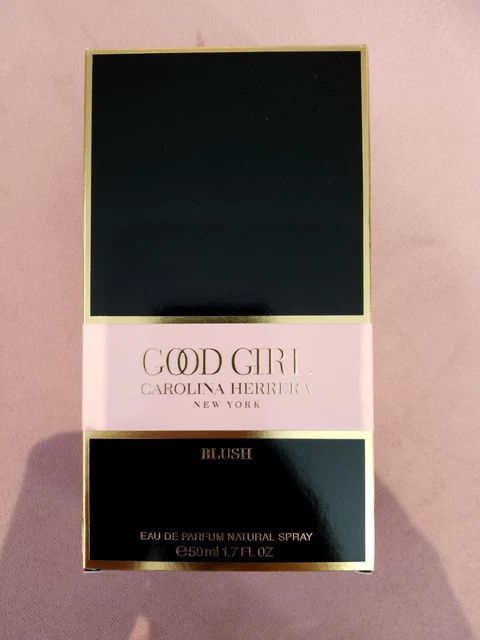 GOOD GIRL
CAROLINA HERRERA
NEW YORK
BLUSH
EAU DE PARFUM NATURAL SPRAY
℮50ml 1.7 FL OZ